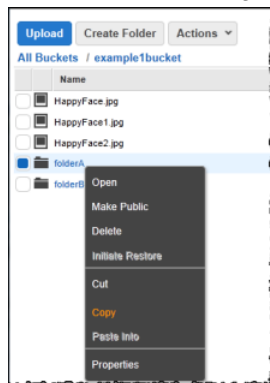 Upload Create Folder Actions
All Buckets / example1bucket
Name
HappyFace.jpg
HappyFace1.jpg
HappyFace2.jpg
folderA
folderB
Open
Make Public
Delete
Initiate Restore
Cut
Copy
Paste Into
Properties